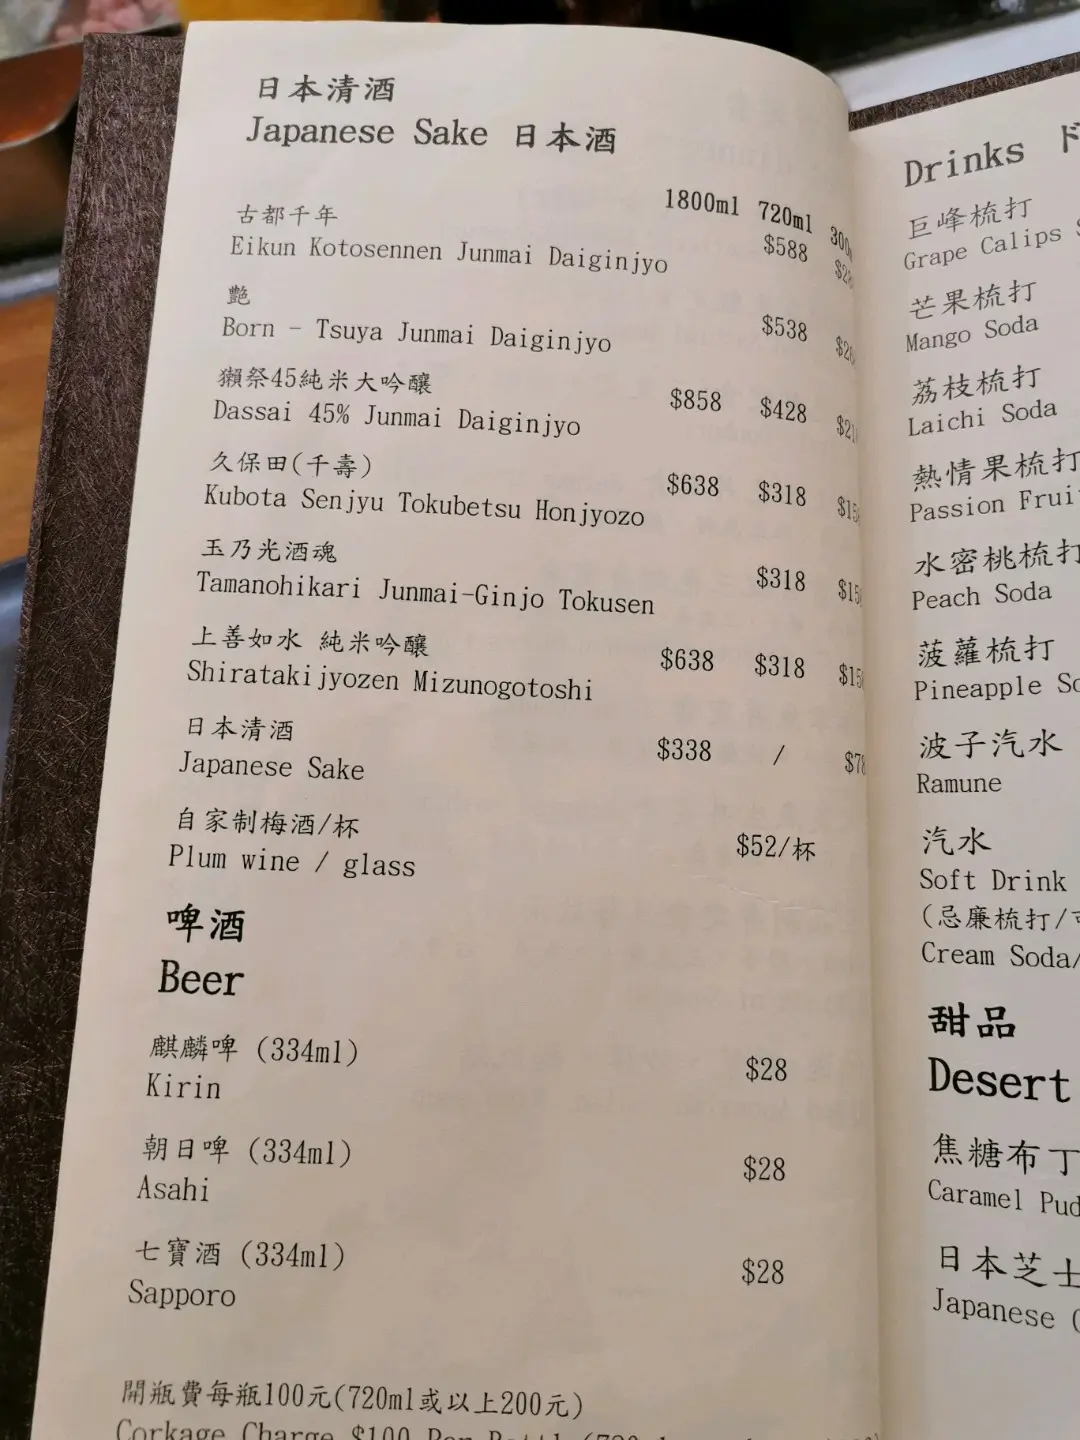 日本清酒
Japanese Sake 日本酒
1800ml 720ml
古都千年
Eikun Kotosennen Junmai Daiginjyo $588
艷
Born - Tsuya Junmai Daiginjyo $538
獺祭45純米大吟釀
Dassai 45% Junmai Daiginjyo $858 $428
久保田(千壽)
Kubota Senjyu Tokubetsu Honjyozo $638 $318
玉乃光酒魂
Tamanohikari Junmai-Ginjo Tokusen $318
上善如水 純米吟釀
Shiratakijyozen Mizunogotoshi $638 $318
日本清酒
Japanese Sake $338 / $78
自家制梅酒/杯
Plum wine / glass $52/杯
啤酒
Beer
麒麟啤 (334ml)
Kirin $28
朝日啤 (334ml)
Asahi $28
七寶酒 (334ml)
Sapporo $28
開瓶費每瓶100元(720ml或以上200元)
Corkage Charge $100 Per
Drinks
巨峰梳打
Grape Calips
芒果梳打
Mango Soda
荔枝梳打
Laichi Soda
熱情果梳打
Passion
水密桃梳打
Peach Soda
菠蘿梳打
Pineapple
波子汽水
Ramune
汽水
Soft Drink
(忌廉梳打/
Cream Soda/
甜品
Desert
焦糖布丁
Caramel
日本芝士
Japanese